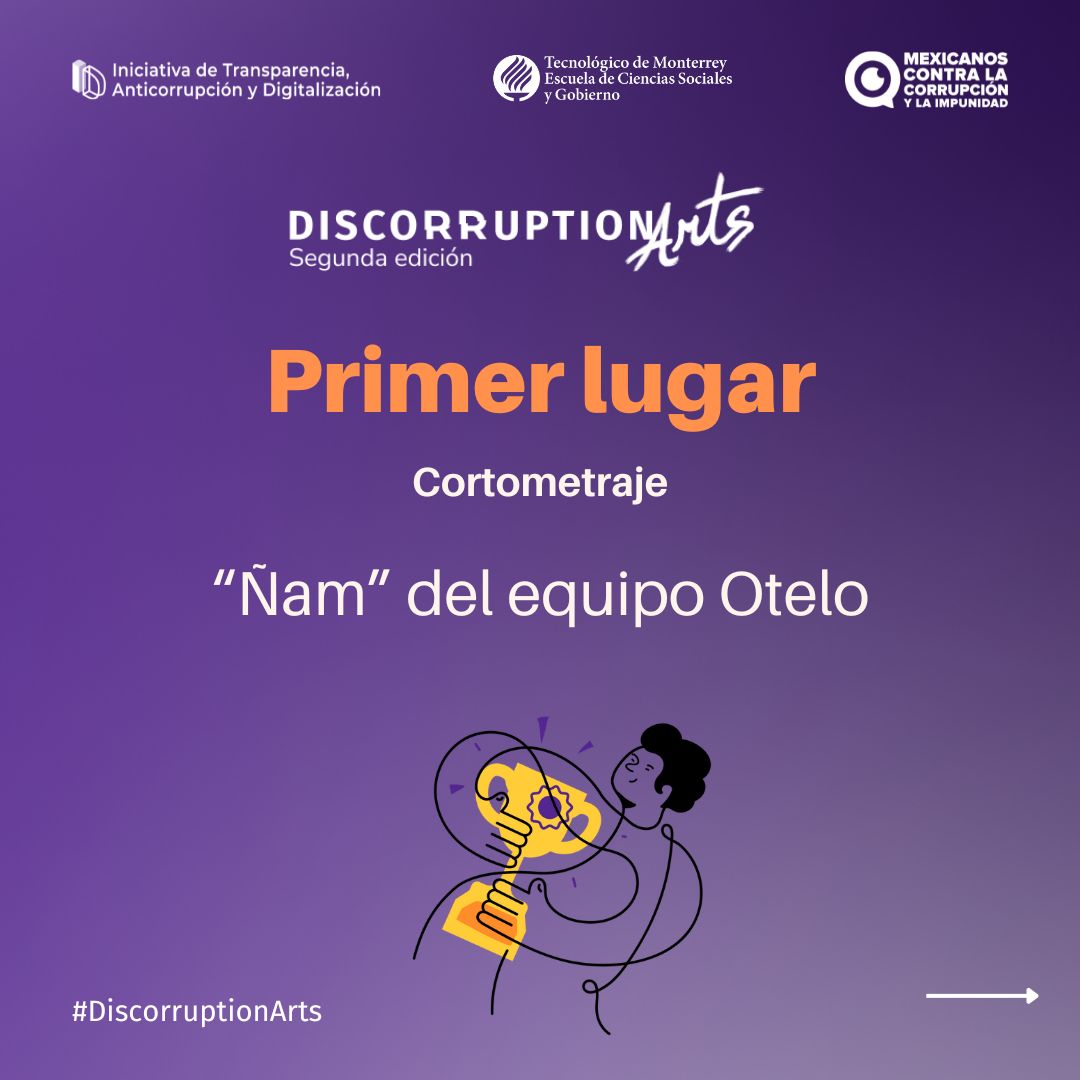 Iniciativa de Transparencia,
Anticorrupción y Digitalización
Tecnológico de Monterrey
Escuela de Ciencias Sociales
y Gobierno
MEXICANOS
CONTRA LA
CORRUPCIÓN
Y LA IMPUNIDAD
DISCORRUPTION Arts
Segunda edición
Primer lugar
Cortometraje
“Ñam” del equipo Otelo
#DiscorruptionArts